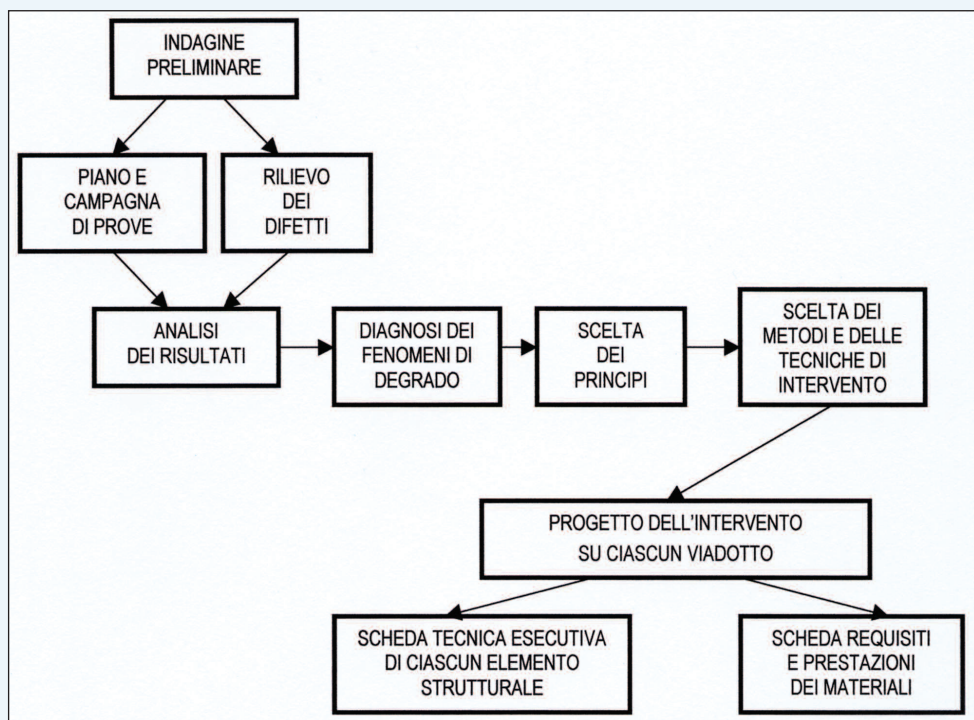 INDAGINE
PRELIMINARE
PIANO E
CAMPAGNA
DI PROVE
RILIEVO
DEI
DIFETTI
ANALISI
DEI RISULTATI
DIAGNOSI DEI
FENOMENI DI
DEGRADO
SCELTA
DEI
PRINCIPI
SCELTA DEI
METODI E DELLE
TECNICHE DI
INTERVENTO
PROGETTO DELL'INTERVENTO
SU CIASCUN VIADOTTO
SCHEDA TECNICA ESECUTIVA
DI CIASCUN ELEMENTO
STRUTTURALE
SCHEDA REQUISITI
E PRESTAZIONI
DEI MATERIALI